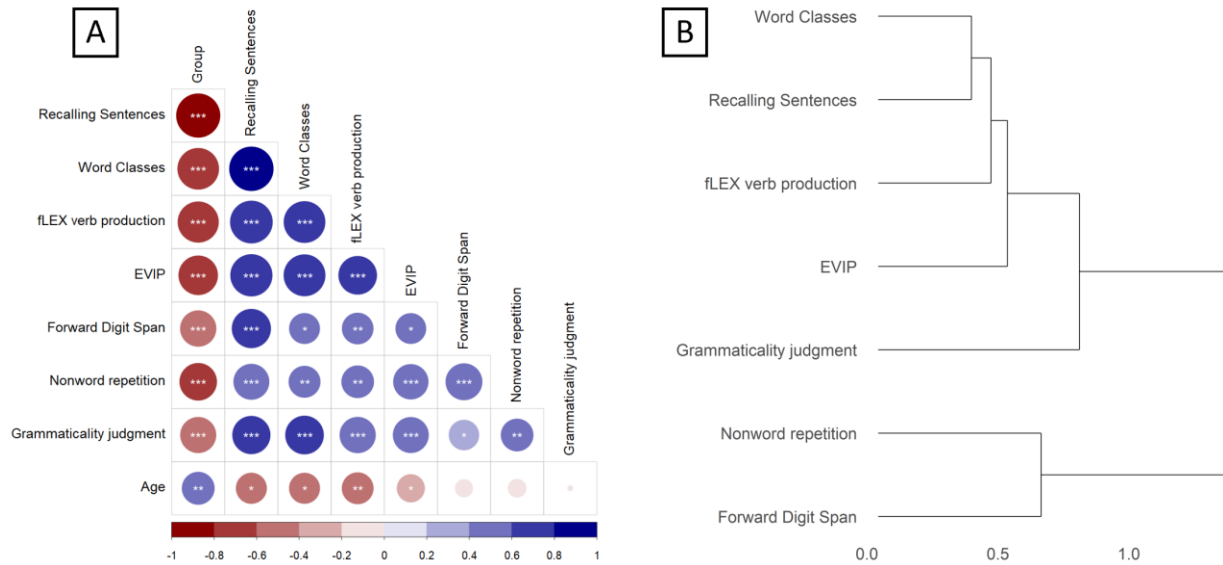 A
Group
Recalling Sentences
Word Classes
fLEX verb production
EVIP
Forward Digit Span
Nonword repetition
Grammaticality judgment
Recalling Sentences ***
Word Classes *** ***
fLEX verb production *** *** ***
EVIP *** *** *** ***
Forward Digit Span *** *** * ** *
Nonword repetition *** *** ** ** *** ***
Grammaticality judgment *** *** *** *** *** * **
Age ** * * ** * *
-1 -0.8 -0.6 -0.4 -0.2 0 0.2 0.4 0.6 0.8 1
B
Word Classes
Recalling Sentences
fLEX verb production
EVIP
Grammaticality judgment
Nonword repetition
Forward Digit Span
0.0 0.5 1.0